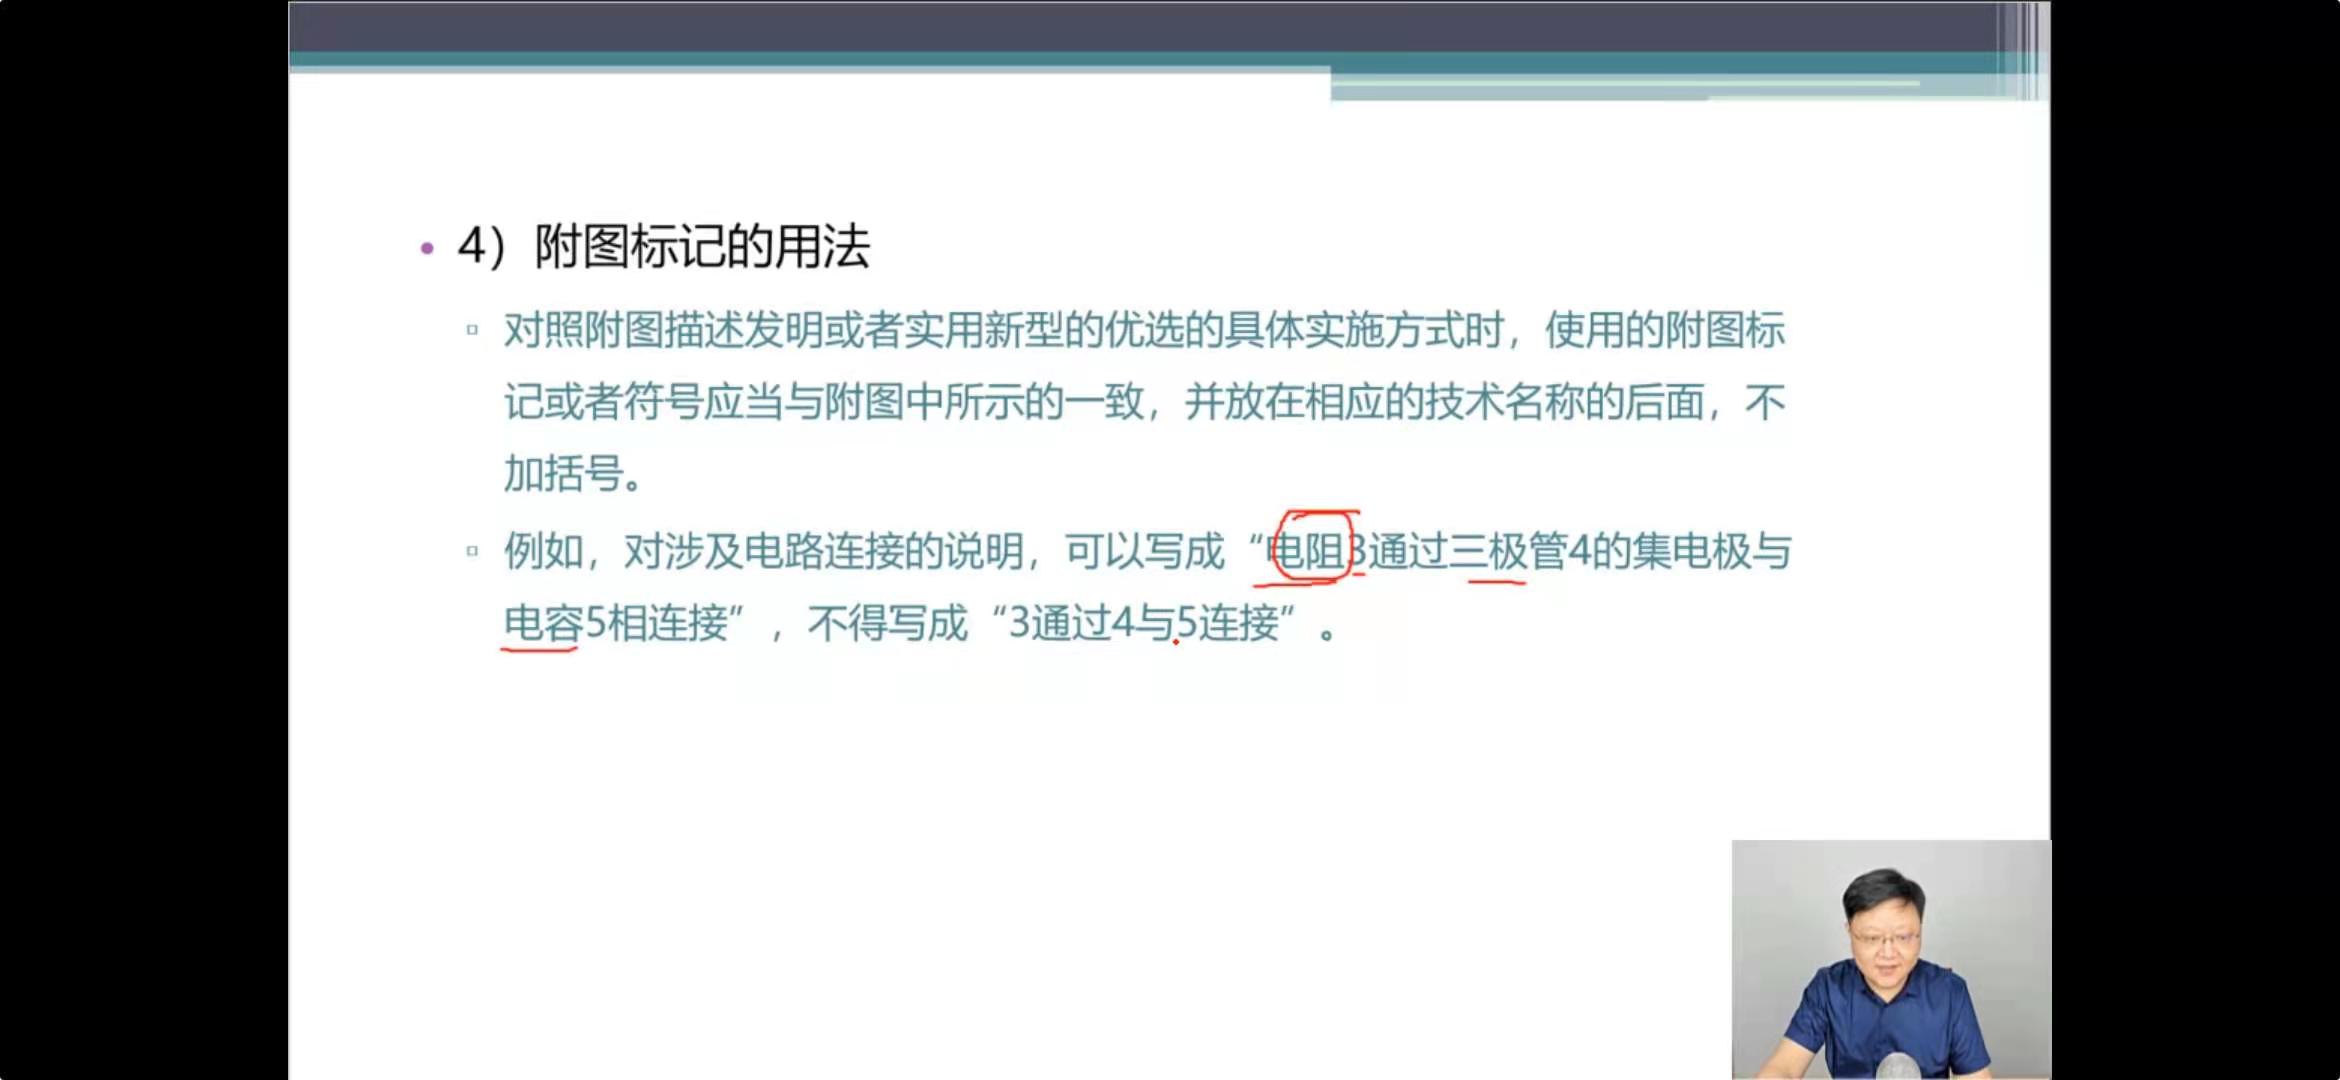 • 4）附图标记的用法
▫ 对照附图描述发明或者实用新型的优选的具体实施方式时，使用的附图标
记或者符号应当与附图中所示的一致，并放在相应的技术名称的后面，不
加括号。
▫ 例如，对涉及电路连接的说明，可以写成“电阻3通过三极管4的集电极与
电容5相连接”，不得写成“3通过4与5连接”。